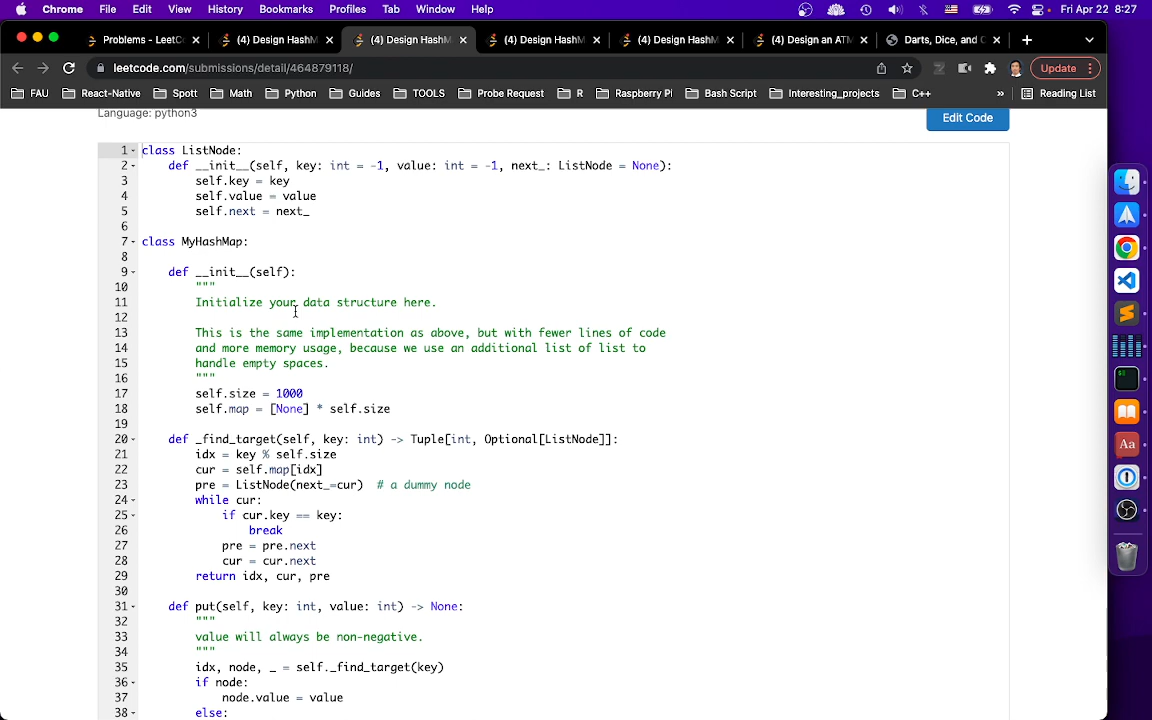 Chrome File Edit View History Bookmarks Profiles Tab Window Help Fri Apr 22 8:27
Problems - LeetC (4) Design HashM (4) Design HashM (4) Design HashM (4) Design HashM (4) Design an ATM Darts, Dice, and C
leetcode.com/submissions/detail/464879118/ Update
FAU React-Native Spott Math Python Guides TOOLS Probe Request R Raspberry PI Bash Script Interesting_projects C++ » Reading List
Language: python3
Edit Code
1 class ListNode:
2 def __init__(self, key: int = -1, value: int = -1, next_: ListNode = None):
3 self.key = key
4 self.value = value
5 self.next = next_
6
7 class MyHashMap:
8
9 def __init__(self):
10 """
11 Initialize your data structure here.
12
13 This is the same implementation as above, but with fewer lines of code
14 and more memory usage, because we use an additional list of list to
15 handle empty spaces.
16 """
17 self.size = 1000
18 self.map = [None] * self.size
19
20 def _find_target(self, key: int) -> Tuple[int, Optional[ListNode]]:
21 idx = key % self.size
22 cur = self.map[idx]
23 pre = ListNode(next_=cur) # a dummy node
24 while cur:
25 if cur.key == key:
26 break
27 pre = pre.next
28 cur = cur.next
29 return idx, cur, pre
30
31 def put(self, key: int, value: int) -> None:
32 """
33 value will always be non-negative.
34 """
35 idx, node, _ = self._find_target(key)
36 if node:
37 node.value = value
38 else:
Aa